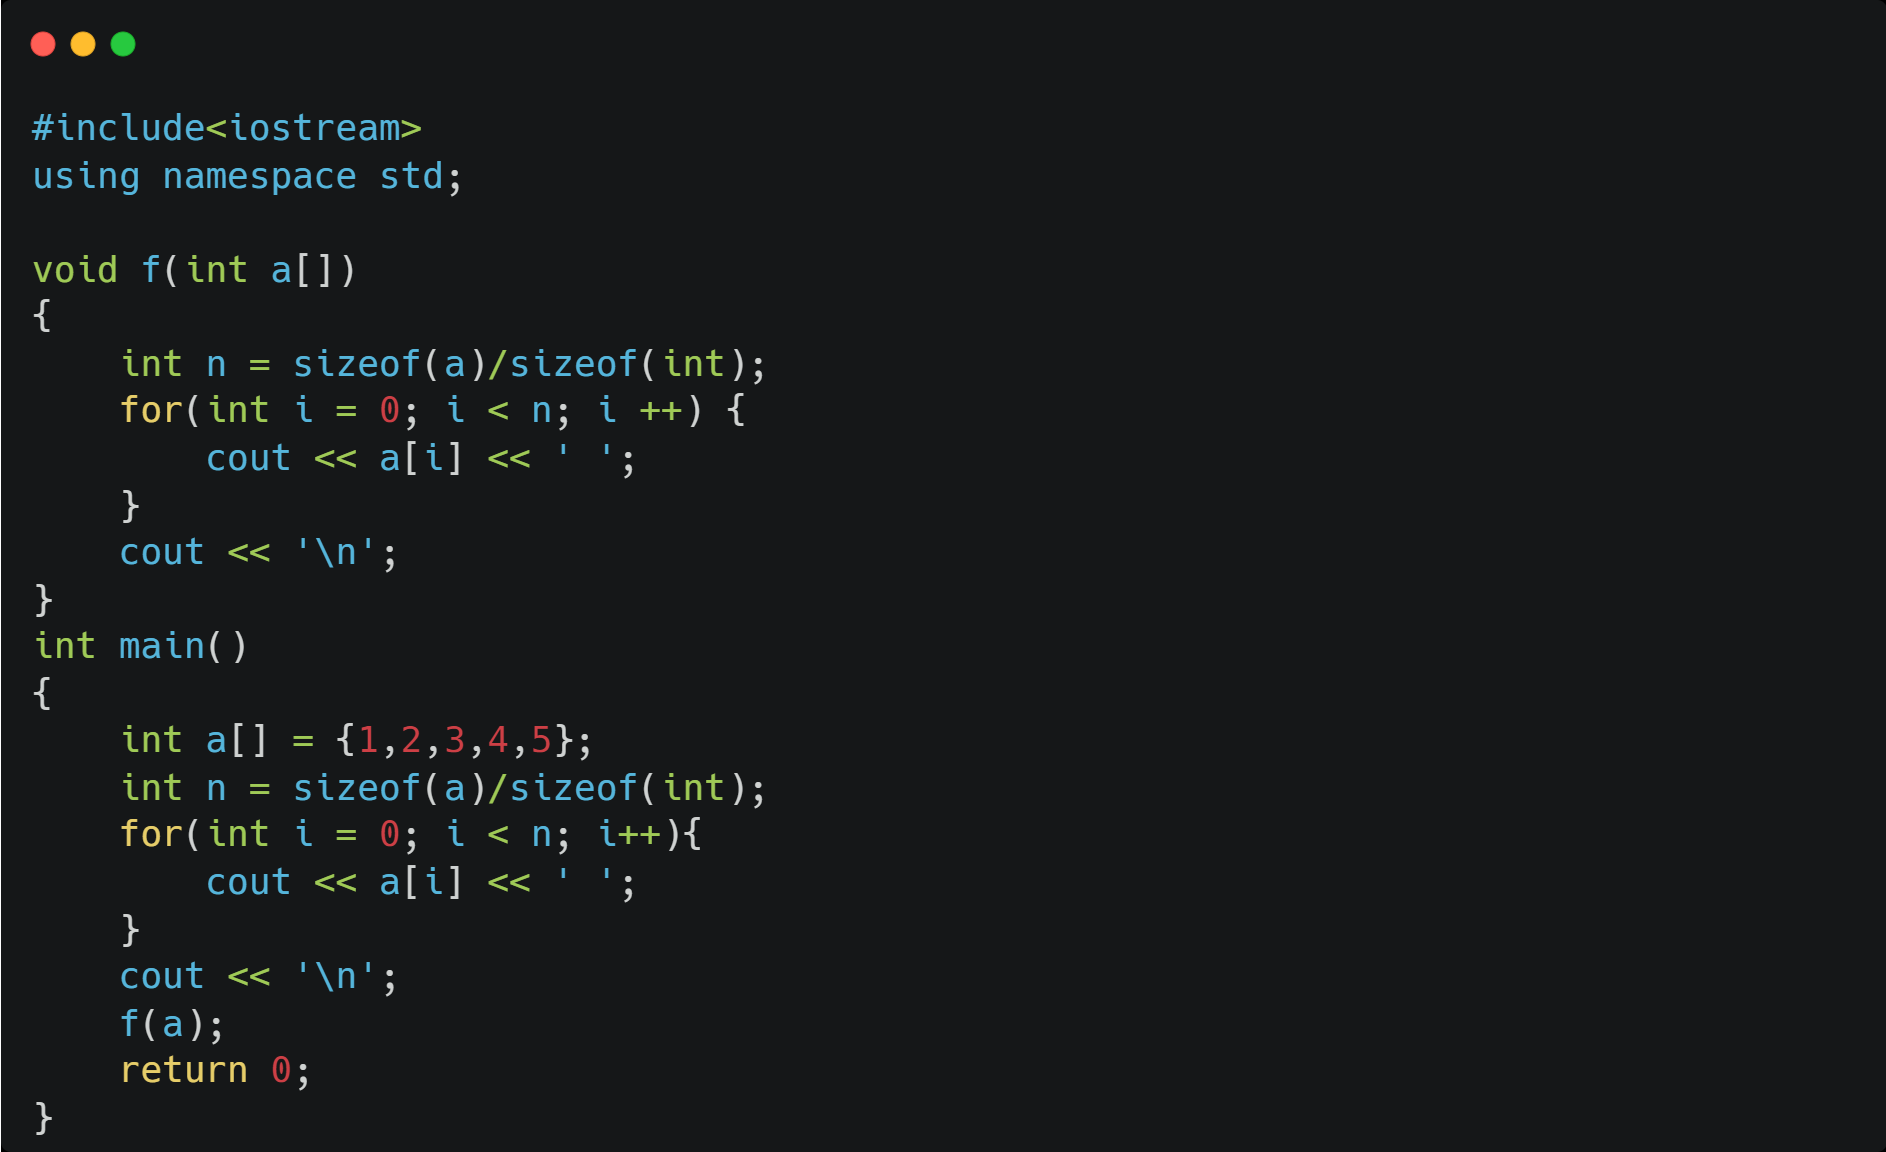 #include<iostream>
using namespace std;

void f(int a[])
{
    int n = sizeof(a)/sizeof(int);
    for(int i = 0; i < n; i ++) {
        cout << a[i] << ' ';
    }
    cout << '\n';
}
int main()
{
    int a[] = {1,2,3,4,5};
    int n = sizeof(a)/sizeof(int);
    for(int i = 0; i < n; i++){
        cout << a[i] << ' ';
    }
    cout << '\n';
    f(a);
    return 0;
}